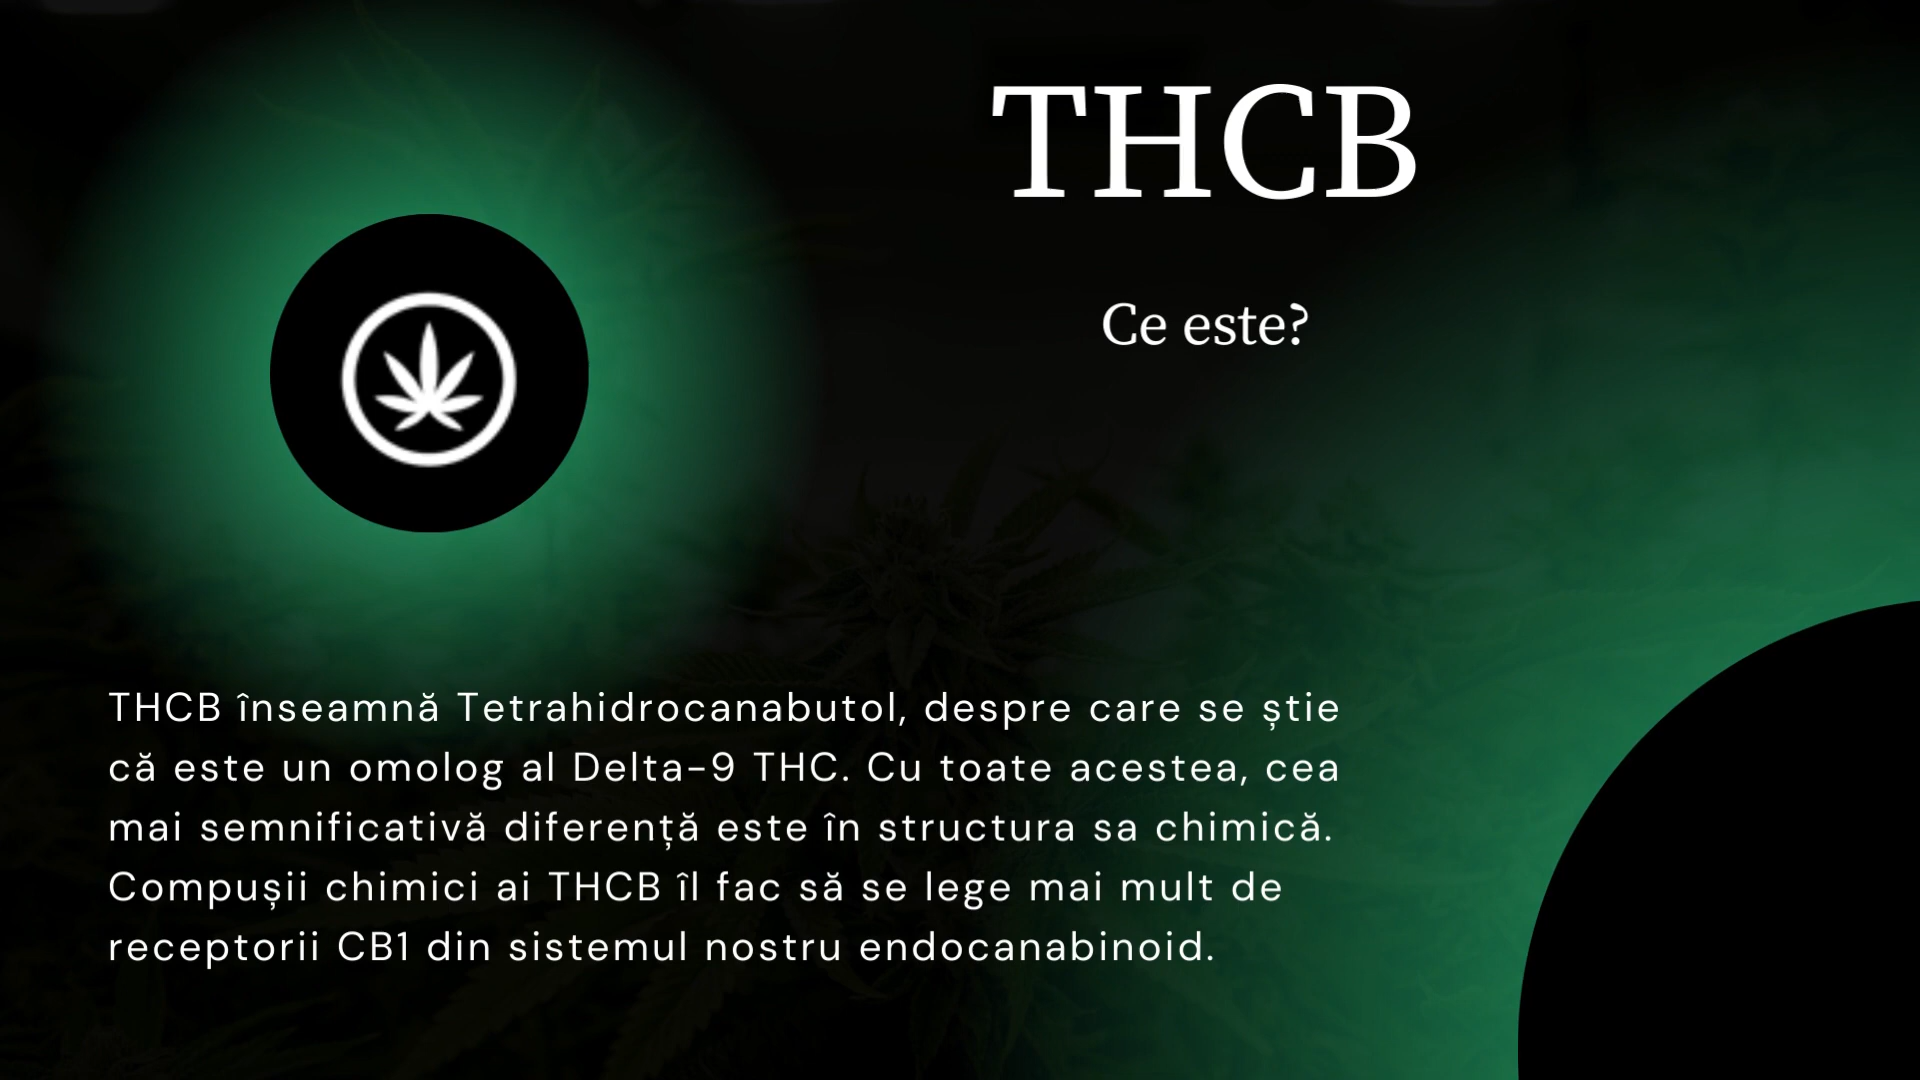 THCB
Ce este?
THCB înseamnă Tetrahidrocanabutol, despre care se știe
că este un omolog al Delta-9 THC. Cu toate acestea, cea
mai semnificativă diferență este în structura sa chimică.
Compușii chimici ai THCB îl fac să se lege mai mult de
receptorii CB1 din sistemul nostru endocanabinoid.